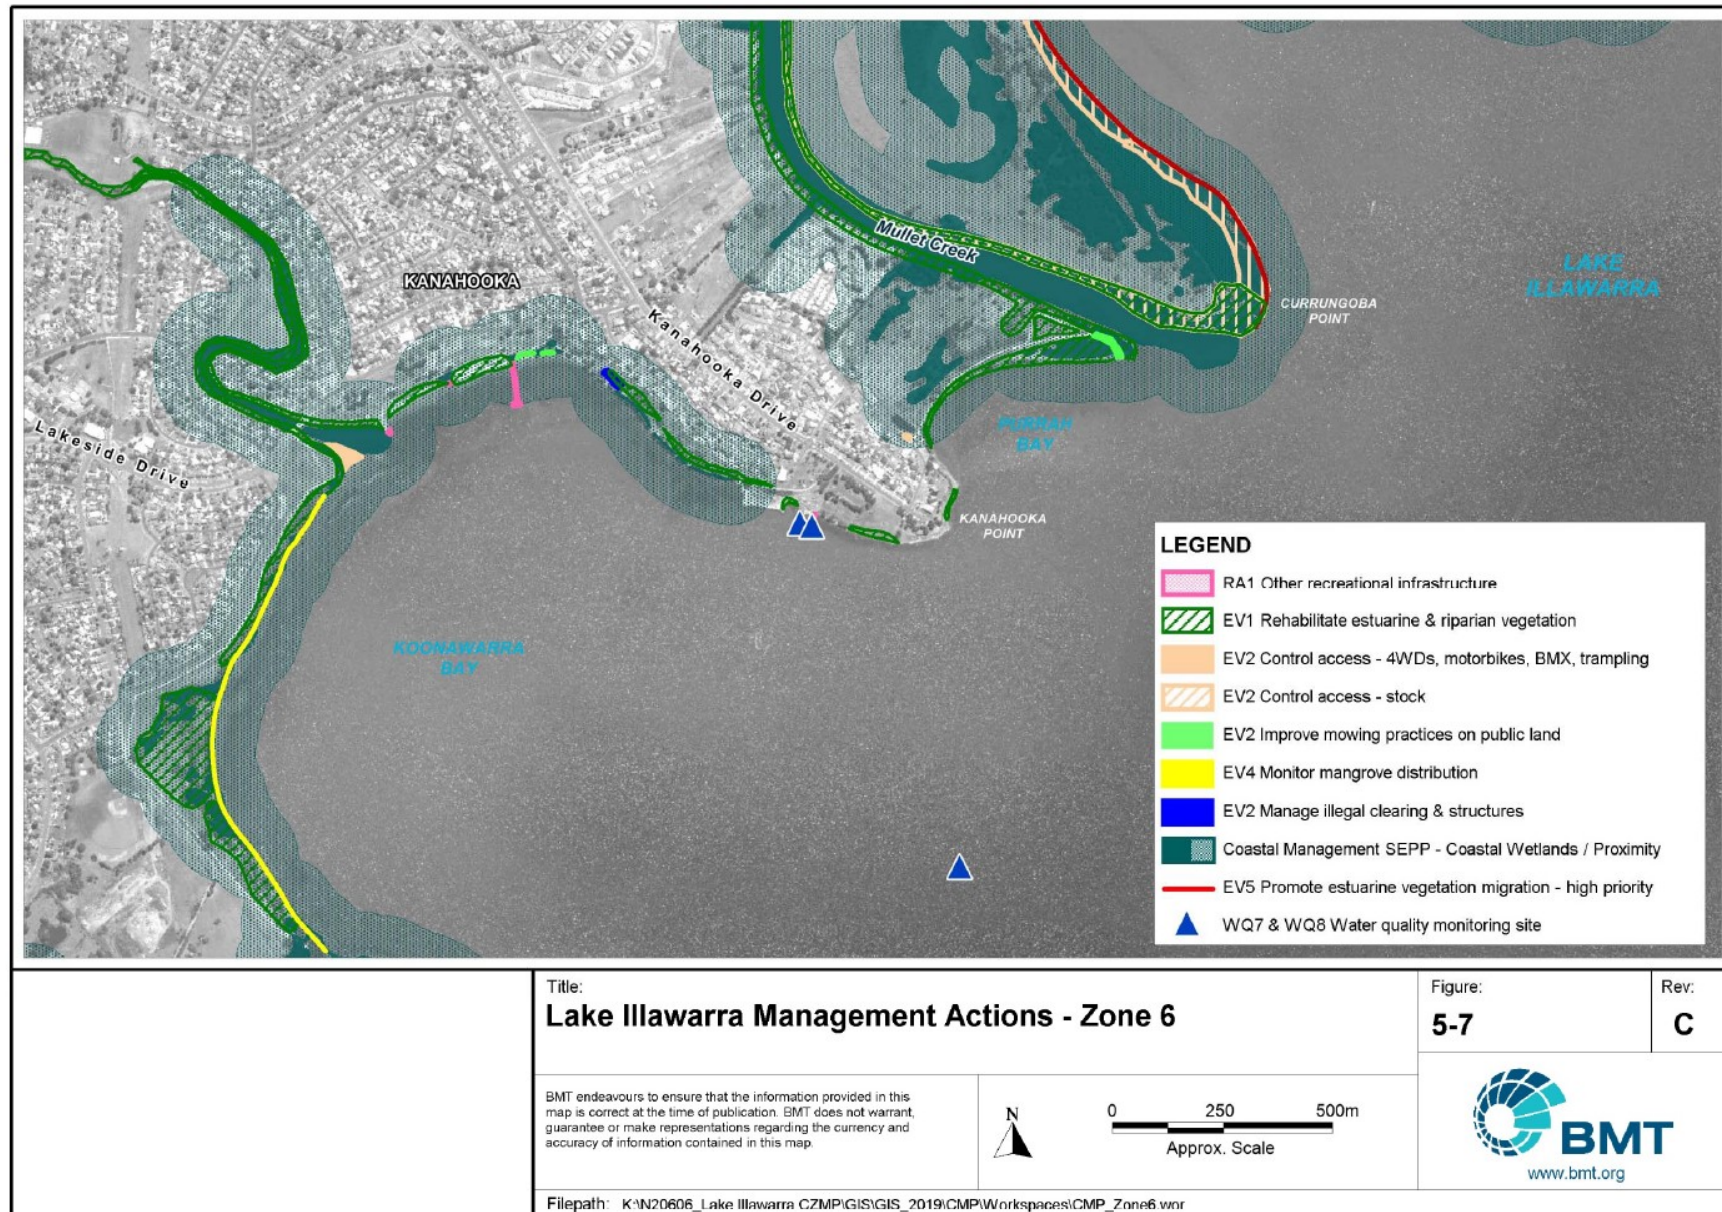 Mullet Creek
KANAHOOKA
LAKE
ILLAWARRA
CURRUNGOBA
POINT
Kanahooka Drive
Lakeside Drive
PURRAH
BAY
KANAHOOKA
POINT
KOONAWARRA
BAY
LEGEND
RA1 Other recreational infrastructure
EV1 Rehabilitate estuarine & riparian vegetation
EV2 Control access - 4WDs, motorbikes, BMX, trampling
EV2 Control access - stock
EV2 Improve mowing practices on public land
EV4 Monitor mangrove distribution
EV2 Manage illegal clearing & structures
Coastal Management SEPP - Coastal Wetlands / Proximity
EV5 Promote estuarine vegetation migration - high priority
WQ7 & WQ8 Water quality monitoring site
Title:
Lake Illawarra Management Actions - Zone 6
Figure:
5-7
Rev:
C
BMT endeavours to ensure that the information provided in this
map is correct at the time of publication. BMT does not warrant,
guarantee or make representations regarding the currency and
accuracy of information contained in this map.
N
0 250 500m
Approx. Scale
BMT
www.bmt.org
Filepath: K:\N20606_Lake Illawarra CZMP\GIS\GIS_2019\CMP\Workspaces\CMP_Zone6.wor